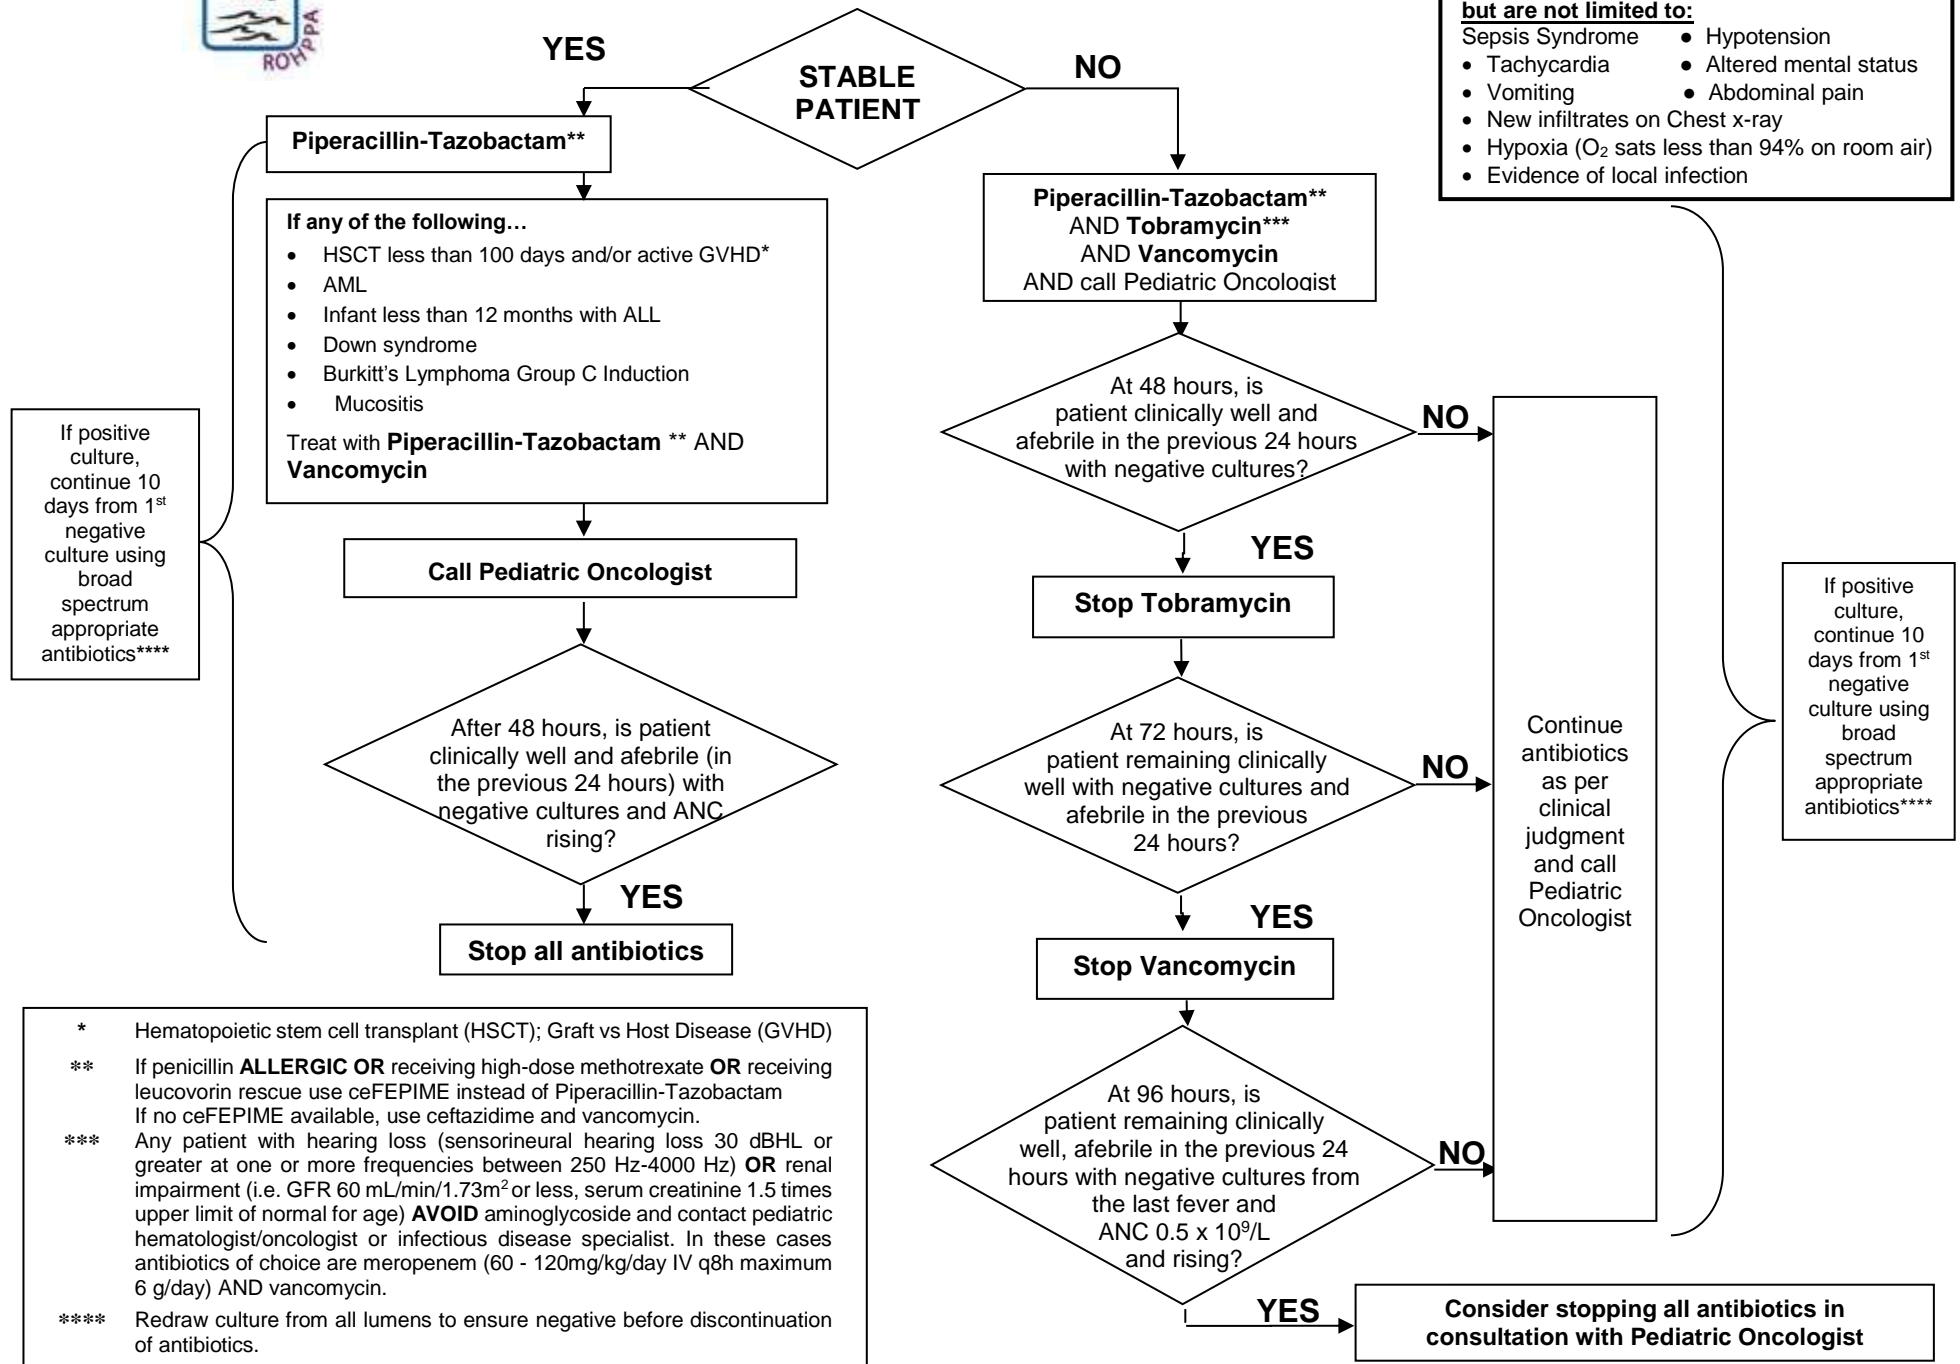 ROHPPA
but are not limited to:
Sepsis Syndrome ● Hypotension
• Tachycardia ● Altered mental status
• Vomiting ● Abdominal pain
• New infiltrates on Chest x-ray
• Hypoxia (O₂ sats less than 94% on room air)
• Evidence of local infection
YES
STABLE
PATIENT
NO
Piperacillin-Tazobactam**
If any of the following…
• HSCT less than 100 days and/or active GVHD*
• AML
• Infant less than 12 months with ALL
• Down syndrome
• Burkitt's Lymphoma Group C Induction
• Mucositis
Treat with Piperacillin-Tazobactam ** AND
Vancomycin
If positive
culture,
continue 10
days from 1st
negative
culture using
broad
spectrum
appropriate
antibiotics****
Call Pediatric Oncologist
After 48 hours, is patient
clinically well and afebrile (in
the previous 24 hours) with
negative cultures and ANC
rising?
YES
Stop all antibiotics
Piperacillin-Tazobactam**
AND Tobramycin***
AND Vancomycin
AND call Pediatric Oncologist
At 48 hours, is
patient clinically well and
afebrile in the previous 24 hours
with negative cultures?
NO
YES
Stop Tobramycin
At 72 hours, is
patient remaining clinically
well with negative cultures and
afebrile in the previous
24 hours?
NO
YES
Stop Vancomycin
At 96 hours, is
patient remaining clinically
well, afebrile in the previous 24
hours with negative cultures from
the last fever and
ANC 0.5 x 10⁹/L
and rising?
NO
YES
Consider stopping all antibiotics in
consultation with Pediatric Oncologist
Continue
antibiotics
as per
clinical
judgment
and call
Pediatric
Oncologist
If positive
culture,
continue 10
days from 1st
negative
culture using
broad
spectrum
appropriate
antibiotics****
* Hematopoietic stem cell transplant (HSCT); Graft vs Host Disease (GVHD)
** If penicillin ALLERGIC OR receiving high-dose methotrexate OR receiving
leucovorin rescue use ceFEPIME instead of Piperacillin-Tazobactam
If no ceFEPIME available, use ceftazidime and vancomycin.
*** Any patient with hearing loss (sensorineural hearing loss 30 dBHL or
greater at one or more frequencies between 250 Hz-4000 Hz) OR renal
impairment (i.e. GFR 60 mL/min/1.73m² or less, serum creatinine 1.5 times
upper limit of normal for age) AVOID aminoglycoside and contact pediatric
hematologist/oncologist or infectious disease specialist. In these cases
antibiotics of choice are meropenem (60 - 120mg/kg/day IV q8h maximum
6 g/day) AND vancomycin.
**** Redraw culture from all lumens to ensure negative before discontinuation
of antibiotics.